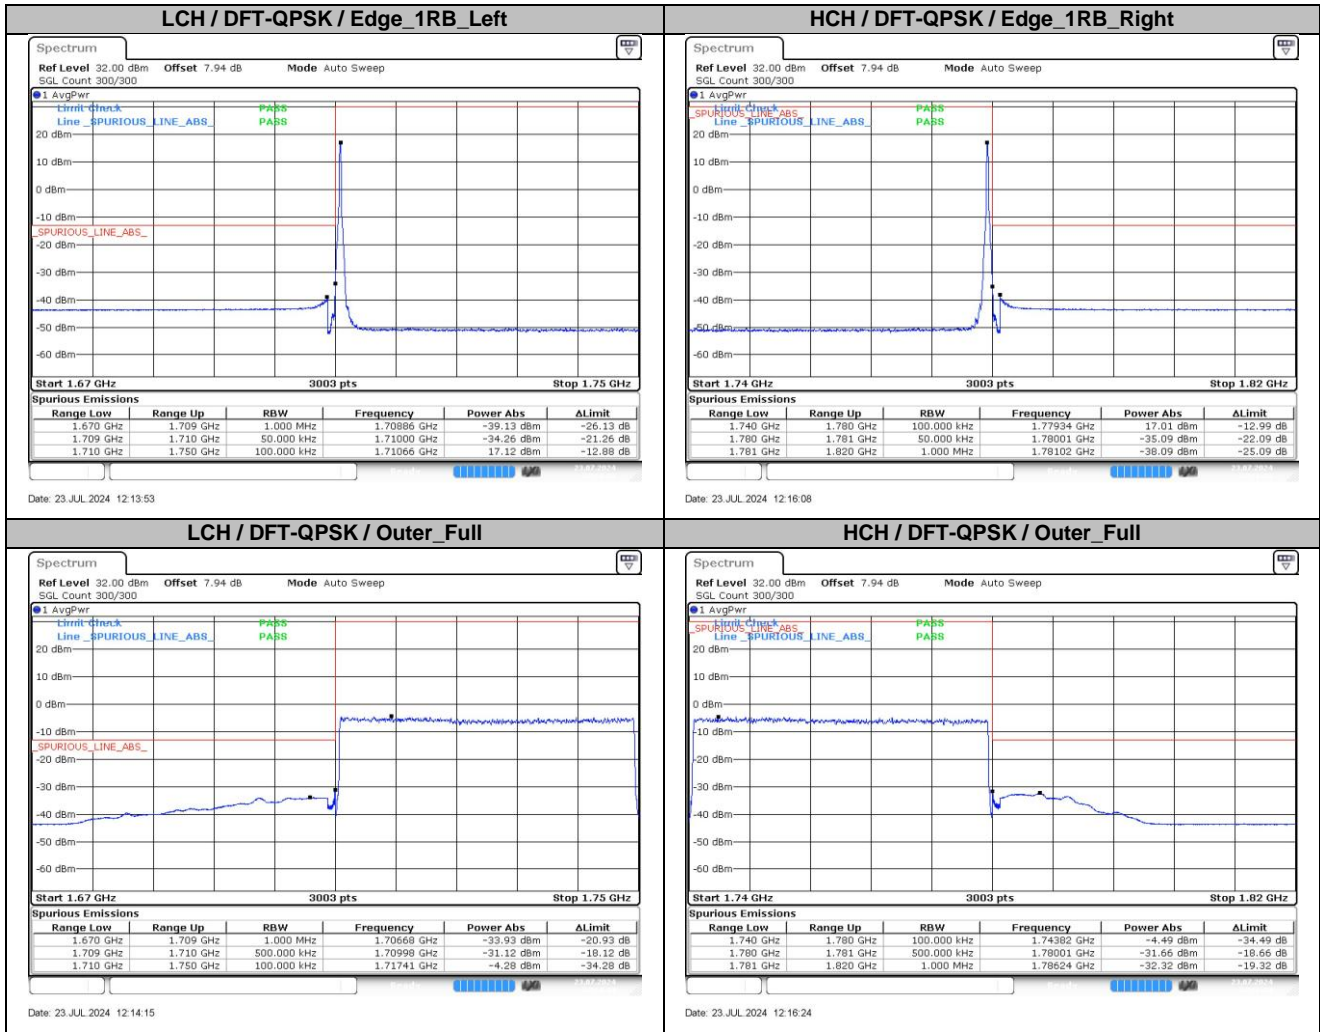 LCH / DFT-QPSK / Edge_1RB_Left
Spectrum
Ref Level 32.00 dBm Offset 7.94 dB Mode Auto Sweep
SGL Count 300/300
1 AvgPwr
Limit Check PASS
Line _SPURIOUS_LINE_ABS_ PASS
20 dBm
10 dBm
0 dBm
-10 dBm
_SPURIOUS_LINE_ABS_
-20 dBm
-30 dBm
-40 dBm
-50 dBm
-60 dBm
Start 1.67 GHz 3003 pts Stop 1.75 GHz
Spurious Emissions
Range Low Range Up RBW Frequency Power Abs ΔLimit
1.670 GHz 1.709 GHz 1.000 MHz 1.70886 GHz -39.13 dBm -26.13 dB
1.709 GHz 1.710 GHz 50.000 kHz 1.71000 GHz -34.26 dBm -21.26 dB
1.710 GHz 1.750 GHz 100.000 kHz 1.71066 GHz 17.12 dBm -12.88 dB
Date: 23.JUL.2024 12:13:53
HCH / DFT-QPSK / Edge_1RB_Right
Spectrum
Ref Level 32.00 dBm Offset 7.94 dB Mode Auto Sweep
SGL Count 300/300
1 AvgPwr
Limit Check PASS
_SPURIOUS_LINE_ABS_
Line _SPURIOUS_LINE_ABS_ PASS
20 dBm
10 dBm
0 dBm
-10 dBm
-20 dBm
-30 dBm
-40 dBm
-50 dBm
-60 dBm
Start 1.74 GHz 3003 pts Stop 1.82 GHz
Spurious Emissions
Range Low Range Up RBW Frequency Power Abs ΔLimit
1.740 GHz 1.780 GHz 100.000 kHz 1.77934 GHz 17.01 dBm -12.99 dB
1.780 GHz 1.781 GHz 50.000 kHz 1.78001 GHz -35.09 dBm -22.09 dB
1.781 GHz 1.820 GHz 1.000 MHz 1.78102 GHz -38.09 dBm -25.09 dB
Date: 23.JUL.2024 12:16:08
LCH / DFT-QPSK / Outer_Full
Spectrum
Ref Level 32.00 dBm Offset 7.94 dB Mode Auto Sweep
SGL Count 300/300
1 AvgPwr
Limit Check PASS
Line _SPURIOUS_LINE_ABS_ PASS
20 dBm
10 dBm
0 dBm
-10 dBm
_SPURIOUS_LINE_ABS_
-20 dBm
-30 dBm
-40 dBm
-50 dBm
-60 dBm
Start 1.67 GHz 3003 pts Stop 1.75 GHz
Spurious Emissions
Range Low Range Up RBW Frequency Power Abs ΔLimit
1.670 GHz 1.709 GHz 1.000 MHz 1.70668 GHz -33.93 dBm -20.93 dB
1.709 GHz 1.710 GHz 500.000 kHz 1.70998 GHz -31.12 dBm -18.12 dB
1.710 GHz 1.750 GHz 100.000 kHz 1.71741 GHz -4.28 dBm -34.28 dB
Date: 23.JUL.2024 12:14:15
HCH / DFT-QPSK / Outer_Full
Spectrum
Ref Level 32.00 dBm Offset 7.94 dB Mode Auto Sweep
SGL Count 300/300
1 AvgPwr
Limit Check PASS
_SPURIOUS_LINE_ABS_
Line _SPURIOUS_LINE_ABS_ PASS
20 dBm
10 dBm
0 dBm
-10 dBm
-20 dBm
-30 dBm
-40 dBm
-50 dBm
-60 dBm
Start 1.74 GHz 3003 pts Stop 1.82 GHz
Spurious Emissions
Range Low Range Up RBW Frequency Power Abs ΔLimit
1.740 GHz 1.780 GHz 100.000 kHz 1.74382 GHz -4.49 dBm -34.49 dB
1.780 GHz 1.781 GHz 500.000 kHz 1.78001 GHz -31.66 dBm -18.66 dB
1.781 GHz 1.820 GHz 1.000 MHz 1.78624 GHz -32.32 dBm -19.32 dB
Date: 23.JUL.2024 12:16:24